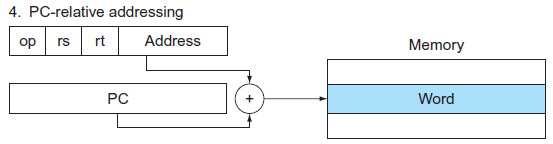 4. PC-relative addressing
op rs rt Address
Memory
PC
+
Word